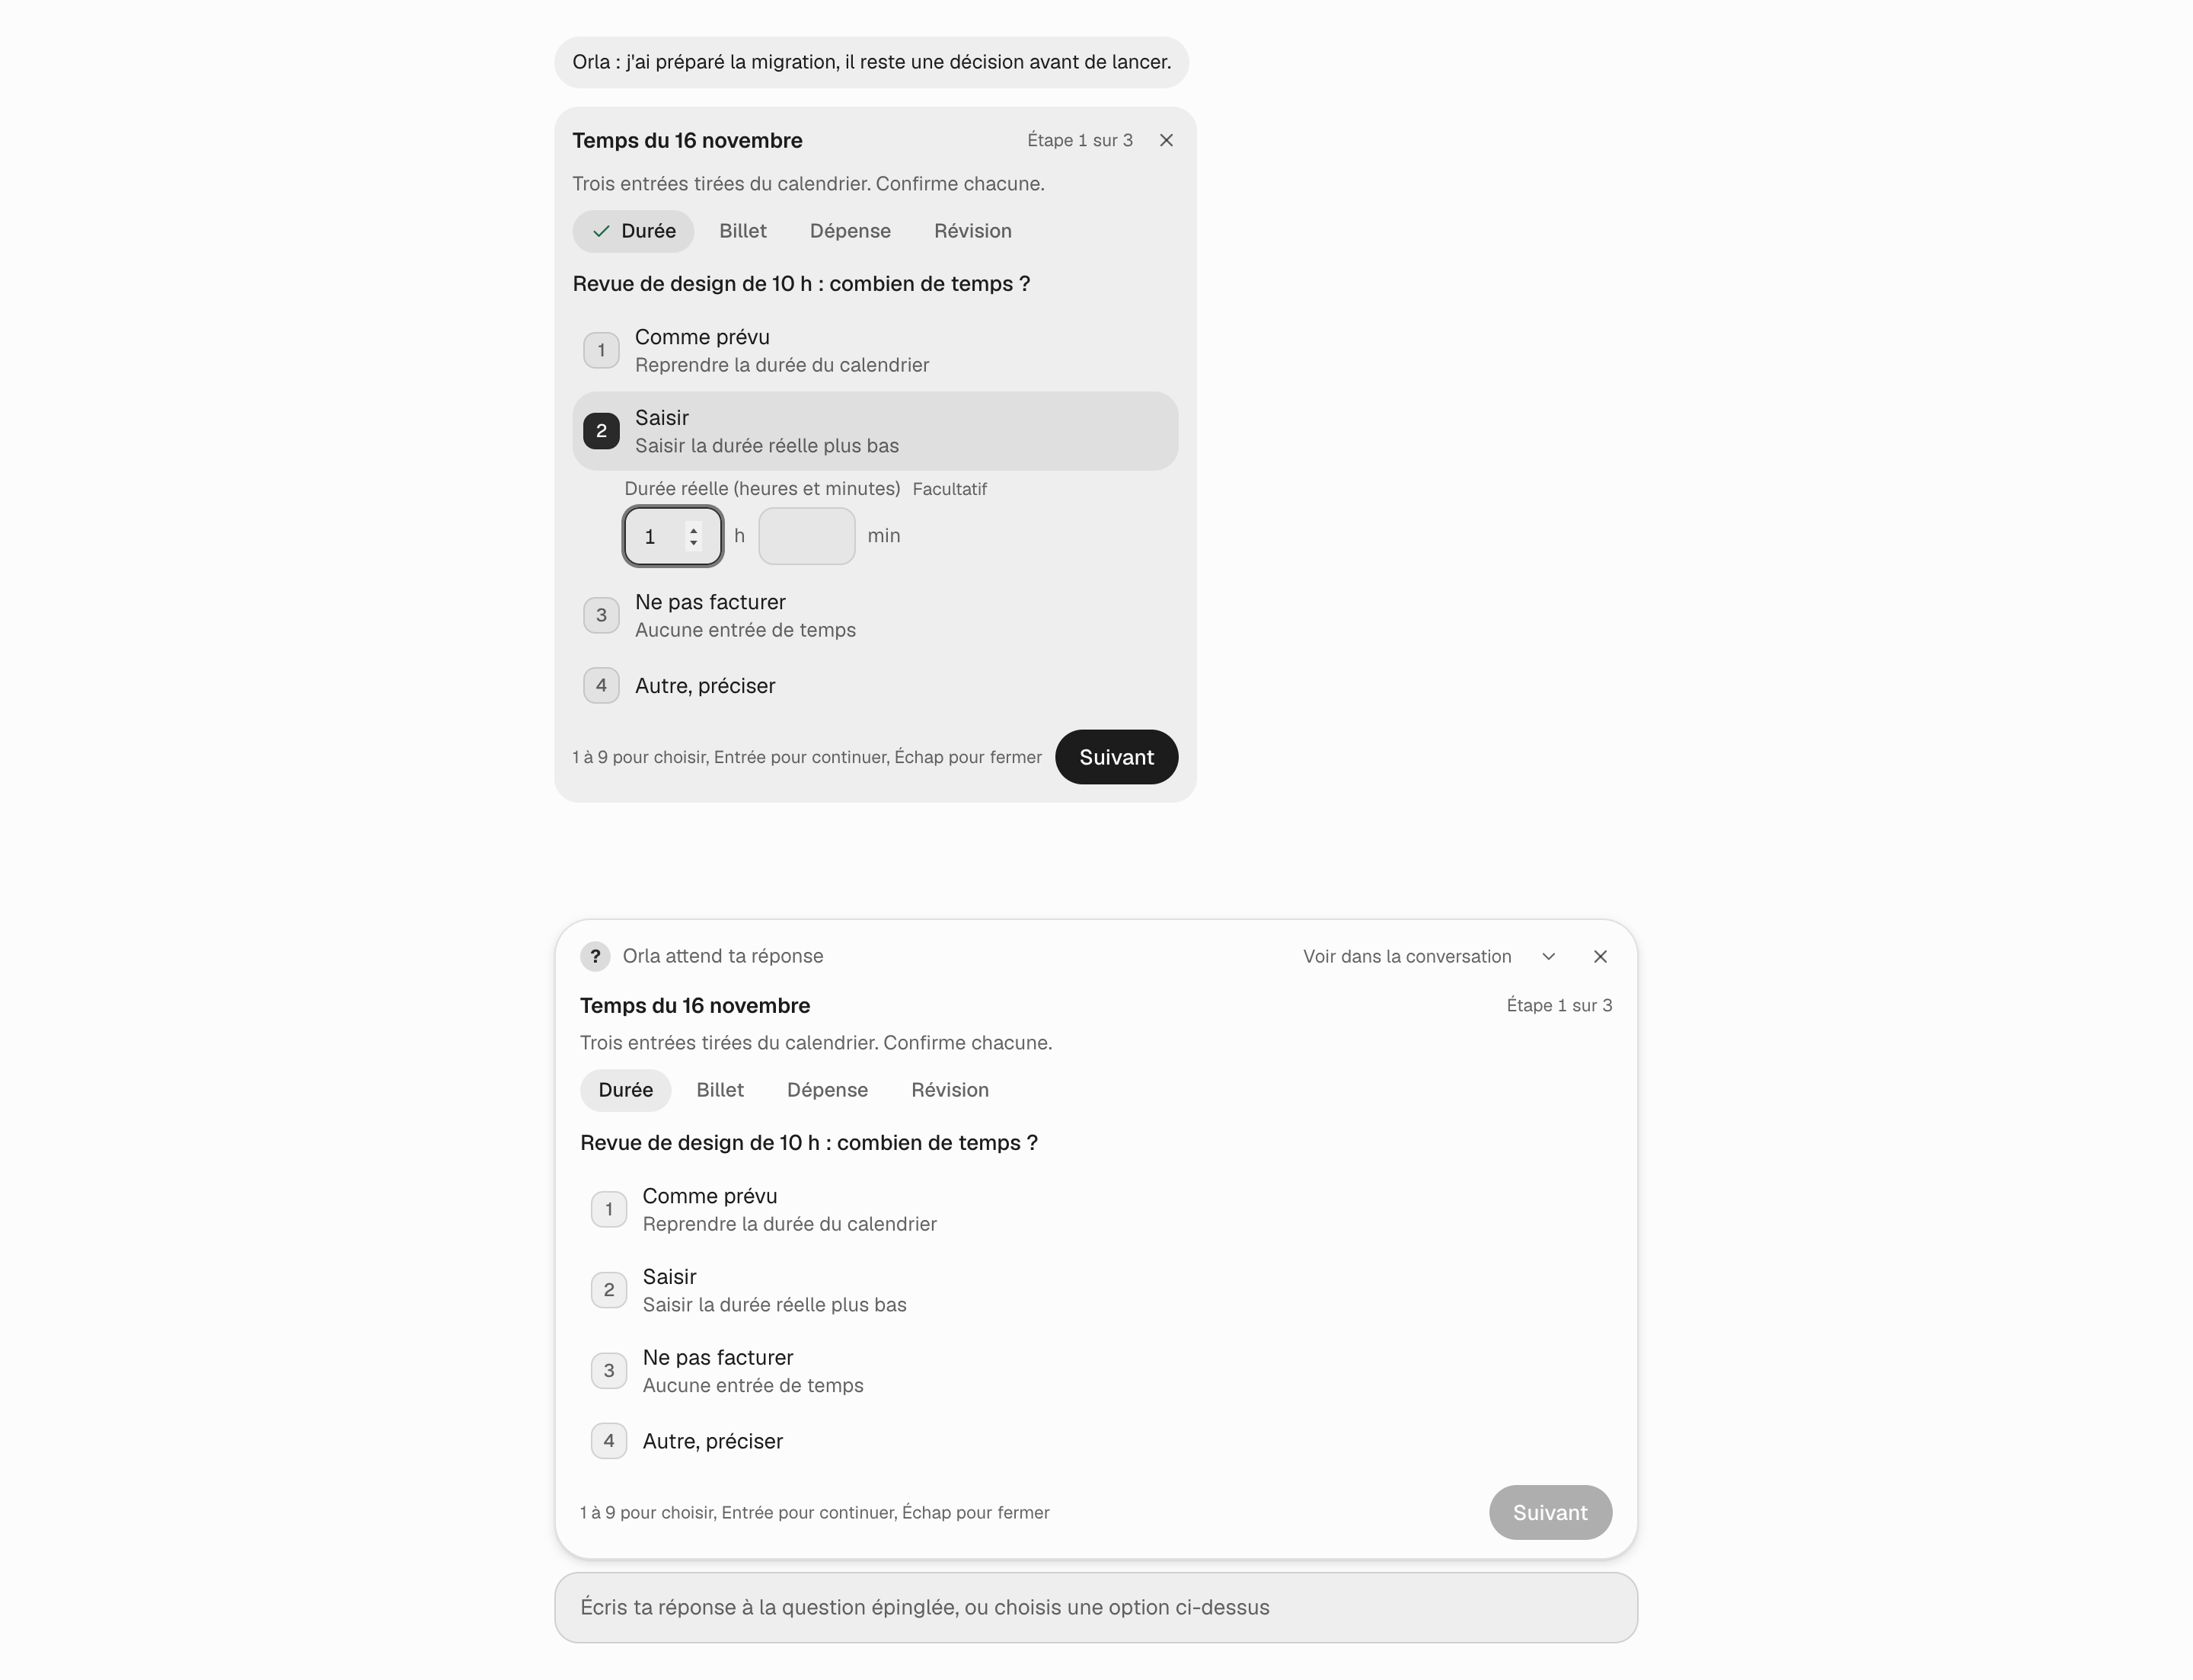 Orla : j'ai préparé la migration, il reste une décision avant de lancer.
Temps du 16 novembre
Étape 1 sur 3
Trois entrées tirées du calendrier. Confirme chacune.
Durée Billet Dépense Révision
Revue de design de 10 h : combien de temps ?
1 Comme prévu
Reprendre la durée du calendrier
2 Saisir
Saisir la durée réelle plus bas
Durée réelle (heures et minutes) Facultatif
1 h min
3 Ne pas facturer
Aucune entrée de temps
4 Autre, préciser
1 à 9 pour choisir, Entrée pour continuer, Échap pour fermer
Suivant
? Orla attend ta réponse
Voir dans la conversation
Temps du 16 novembre
Étape 1 sur 3
Trois entrées tirées du calendrier. Confirme chacune.
Durée Billet Dépense Révision
Revue de design de 10 h : combien de temps ?
1 Comme prévu
Reprendre la durée du calendrier
2 Saisir
Saisir la durée réelle plus bas
3 Ne pas facturer
Aucune entrée de temps
4 Autre, préciser
1 à 9 pour choisir, Entrée pour continuer, Échap pour fermer
Suivant
Écris ta réponse à la question épinglée, ou choisis une option ci-dessus